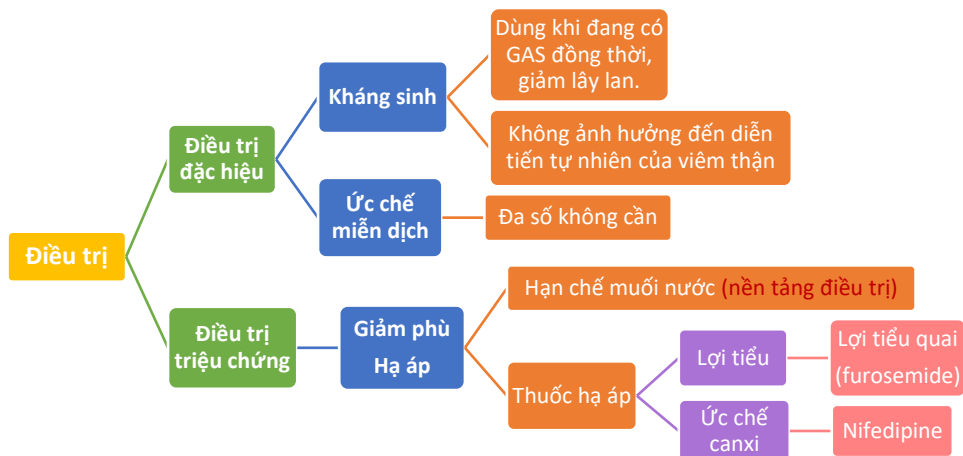 Điều trị
Điều trị
đặc hiệu
Kháng sinh
Dùng khi đang có
GAS đồng thời,
giảm lây lan.
Không ảnh hưởng đến diễn
tiến tự nhiên của viêm thận
Ức chế
miễn dịch
Đa số không cần
Điều trị
triệu chứng
Giảm phù
Hạ áp
Hạn chế muối nước (nền tảng điều trị)
Thuốc hạ áp
Lợi tiểu
Lợi tiểu quai
(furosemide)
Ức chế
canxi
Nifedipine